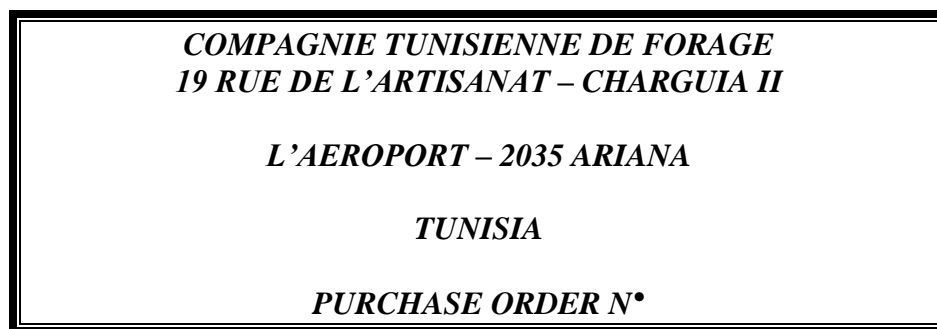 COMPAGNIE TUNISIENNE DE FORAGE
19 RUE DE L’ARTISANAT – CHARGUIA II
L’AEROPORT – 2035 ARIANA
TUNISIA
PURCHASE ORDER N•